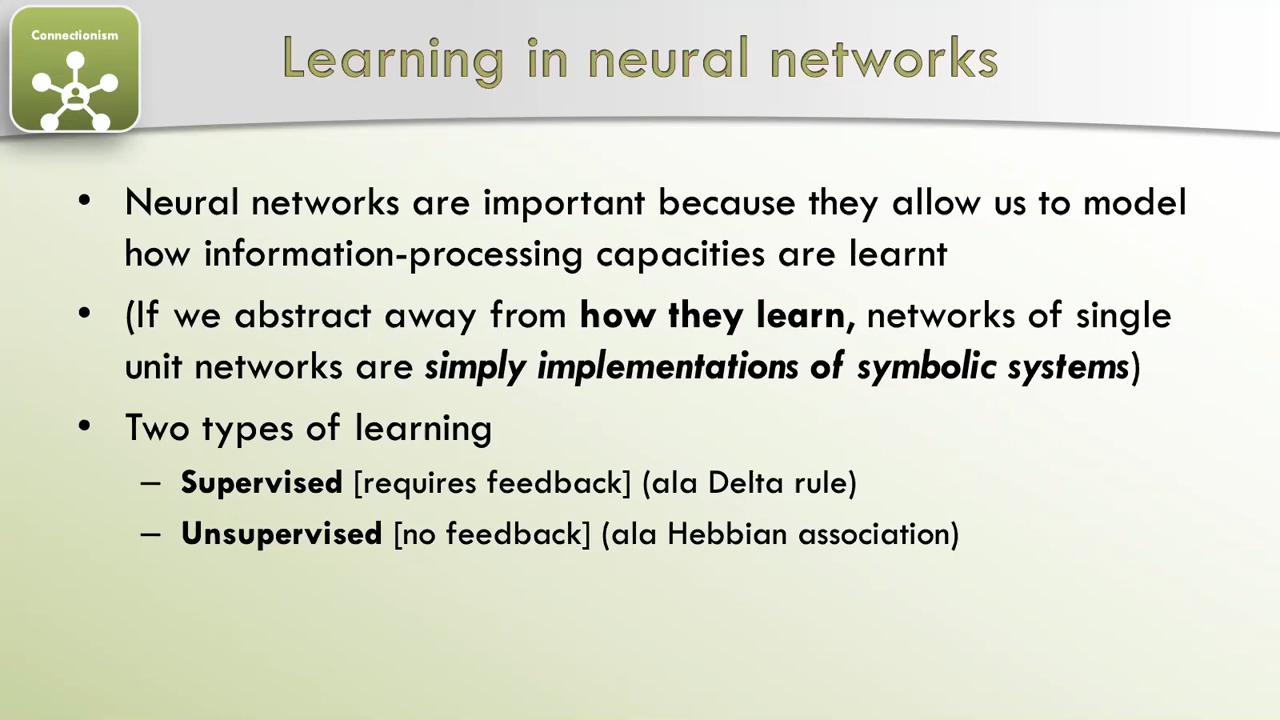 Connectionism
Learning in neural networks
• Neural networks are important because they allow us to model
how information-processing capacities are learnt
• (If we abstract away from how they learn, networks of single
unit networks are simply implementations of symbolic systems)
• Two types of learning
– Supervised [requires feedback] (ala Delta rule)
– Unsupervised [no feedback] (ala Hebbian association)